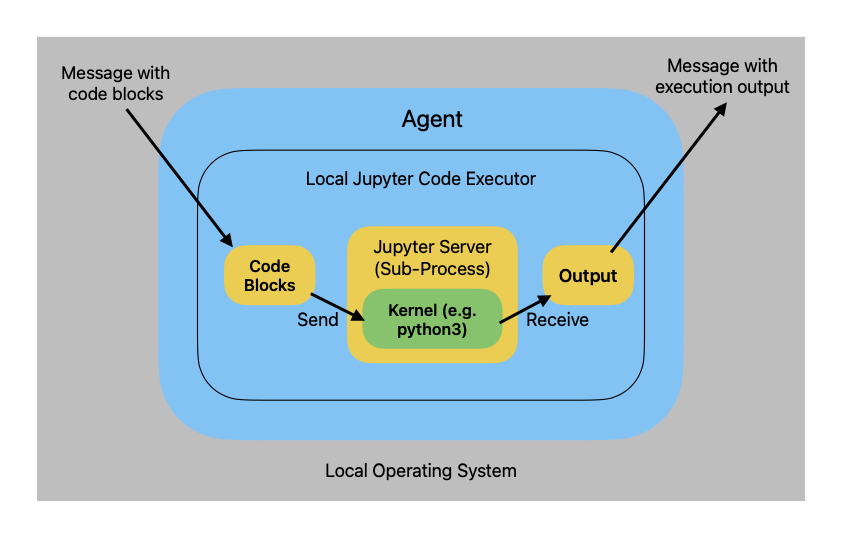 Message with
code blocks
Message with
execution output
Agent
Local Jupyter Code Executor
Code
Blocks
Jupyter Server
(Sub-Process)
Output
Kernel (e.g.
python3)
Send
Receive
Local Operating System